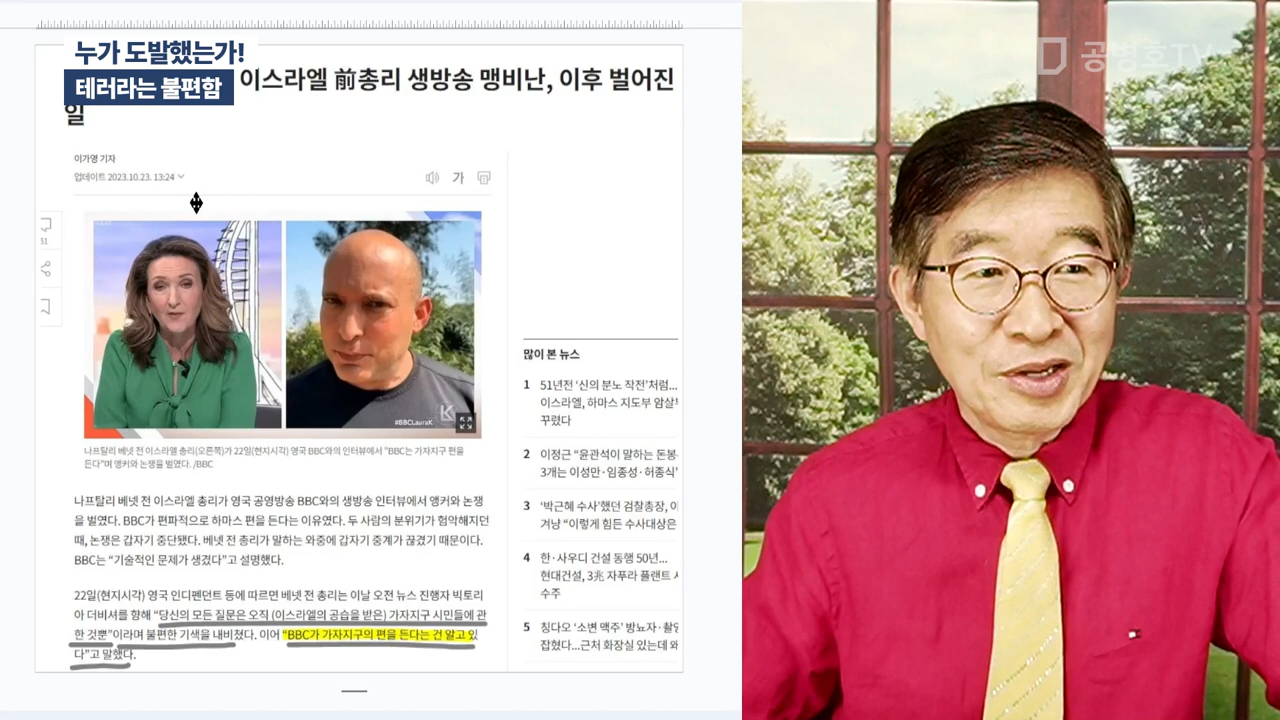 누가 도발했는가!
테러라는 불편함
이스라엘 前총리 생방송 맹비난, 이후 벌어진
일
이가영 기자
업데이트 2023.10.23. 13:24
가
51
#BBCLauraK
나프탈리 베넷 전 이스라엘 총리(오른쪽)가 22일(현지시각) 영국 BBC와의 인터뷰에서 "BBC는 가자지구 편을
든다"며 앵커와 논쟁을 벌였다. /BBC
나프탈리 베넷 전 이스라엘 총리가 영국 공영방송 BBC와의 생방송 인터뷰에서 앵커와 논쟁
을 벌였다. BBC가 편파적으로 하마스 편을 든다는 이유였다. 두 사람의 분위기가 험악해지던
때, 논쟁은 갑자기 중단됐다. 베넷 전 총리가 말하는 와중에 갑자기 중계가 끊겼기 때문이다.
BBC는 "기술적인 문제가 생겼다"고 설명했다.
22일(현지시각) 영국 인디펜던트 등에 따르면 베넷 전 총리는 이날 오전 뉴스 진행자 빅토리
아 더비셔를 향해 "당신의 모든 질문은 오직 (이스라엘의 공습을 받은) 가자지구 시민들에 관
한 것뿐"이라며 불편한 기색을 내비쳤다. 이어 "BBC가 가자지구의 편을 든다는 건 알고 있
다"고 말했다.
많이 본 뉴스
1 51년전 '신의 분노 작전'처럼...
이스라엘, 하마스 지도부 암살
꾸렸다
2 이정근 "윤관석이 말하는 돈봉
3개는 이성만·임종성·허종식'
3 '박근혜 수사'했던 검찰총장, 이
겨냥 "이렇게 힘든 수사대상은
4 한·사우디 건설 동행 50년...
현대건설, 3兆 자푸라 플랜트
수주
5 칭다오 '소변 맥주' 방뇨자·촬영
잡혔다...근처 화장실 있는데 와
공병호TV